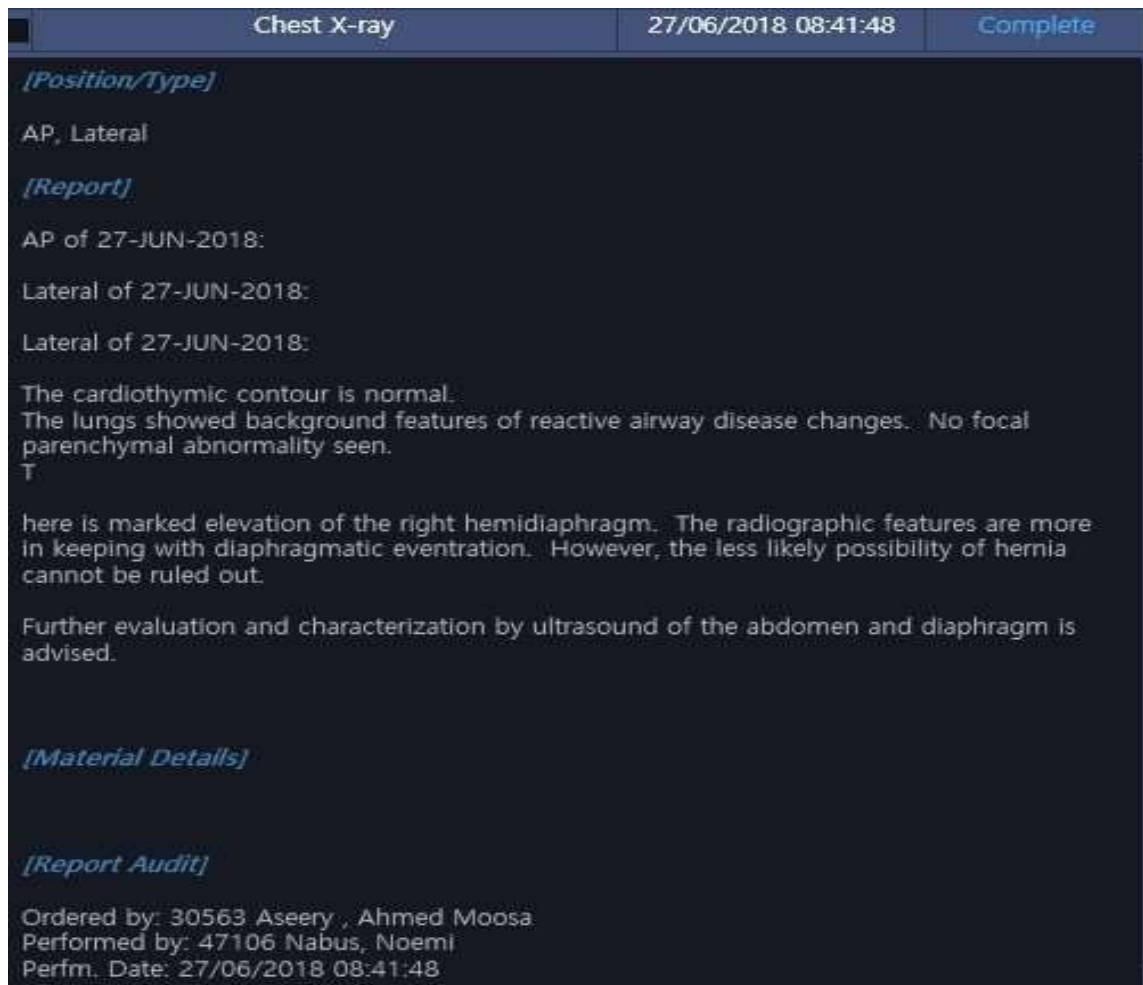 Chest X-ray 27/06/2018 08:41:48 Complete
[Position/Type]
AP, Lateral
[Report]
AP of 27-JUN-2018:
Lateral of 27-JUN-2018:
Lateral of 27-JUN-2018:
The cardiothymic contour is normal.
The lungs showed background features of reactive airway disease changes.  No focal
parenchymal abnormality seen.
T
here is marked elevation of the right hemidiaphragm.  The radiographic features are more
in keeping with diaphragmatic eventration.  However, the less likely possibility of hernia
cannot be ruled out.
Further evaluation and characterization by ultrasound of the abdomen and diaphragm is
advised.
[Material Details]
[Report Audit]
Ordered by: 30563 Aseery , Ahmed Moosa
Performed by: 47106 Nabus, Noemi
Perfm. Date: 27/06/2018 08:41:48